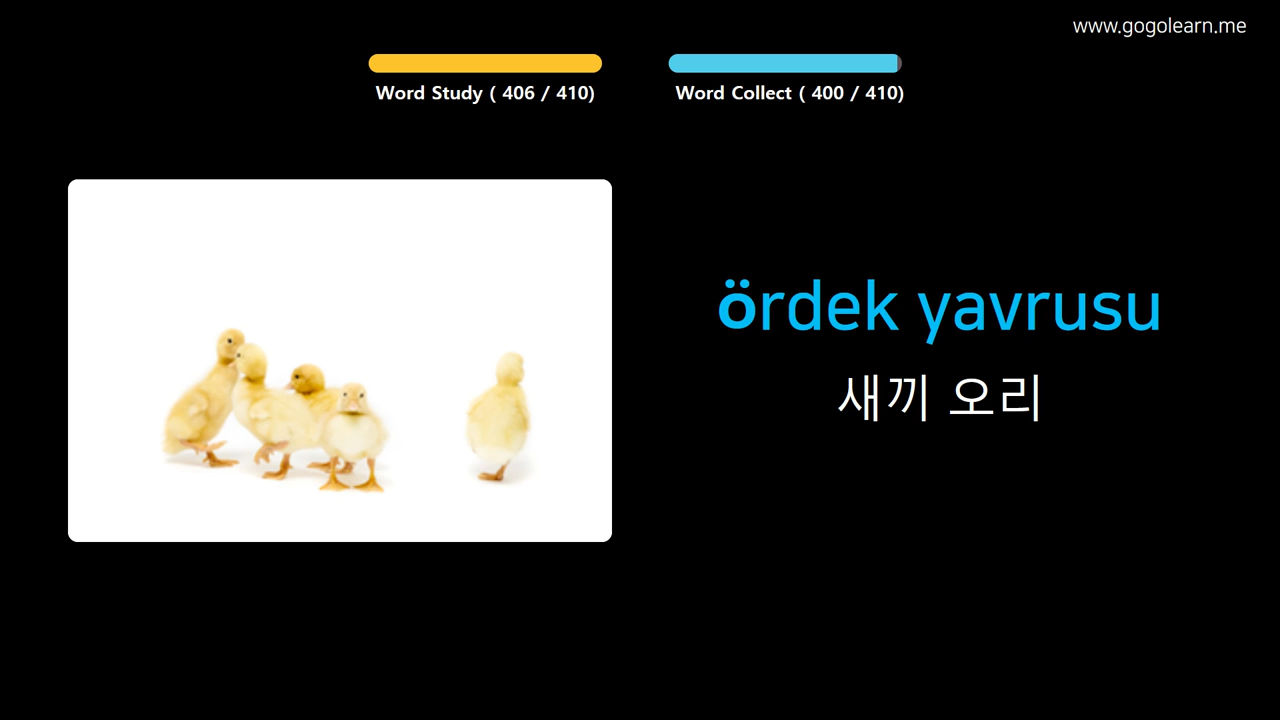 www.gogolearn.me
Word Study ( 406 / 410)
Word Collect ( 400 / 410)
ördek yavrusu
새끼 오리